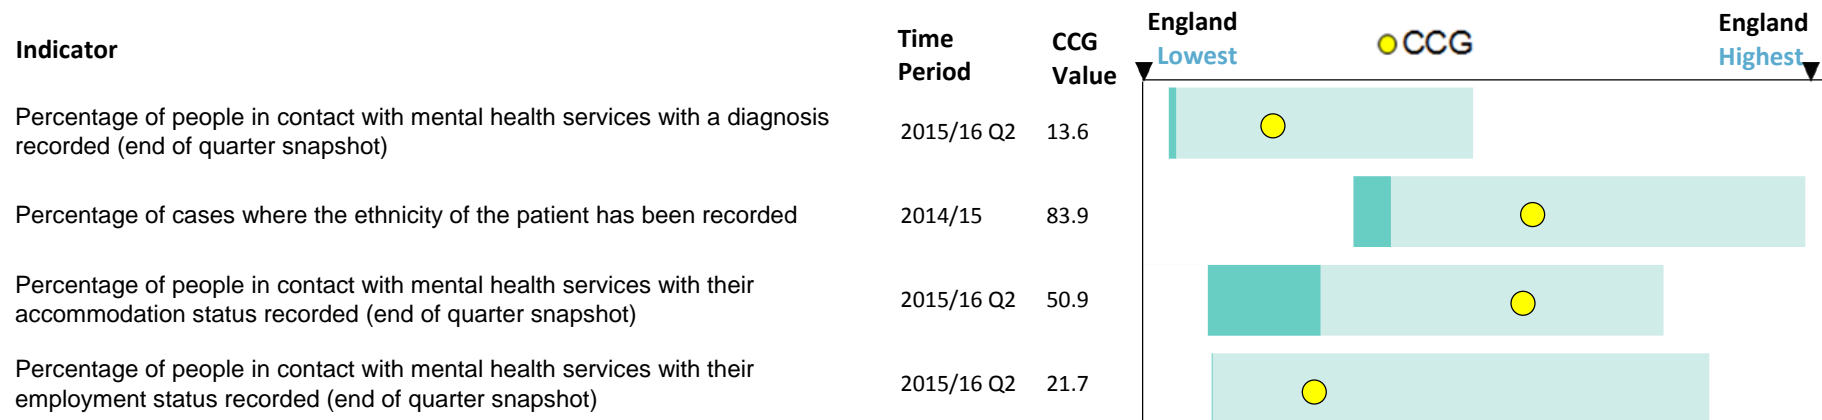 Indicator
Time Period
CCG Value
England Lowest
CCG
England Highest
Percentage of people in contact with mental health services with a diagnosis
recorded (end of quarter snapshot)
2015/16 Q2 13.6
Percentage of cases where the ethnicity of the patient has been recorded
2014/15 83.9
Percentage of people in contact with mental health services with their
accommodation status recorded (end of quarter snapshot)
2015/16 Q2 50.9
Percentage of people in contact with mental health services with their
employment status recorded (end of quarter snapshot)
2015/16 Q2 21.7